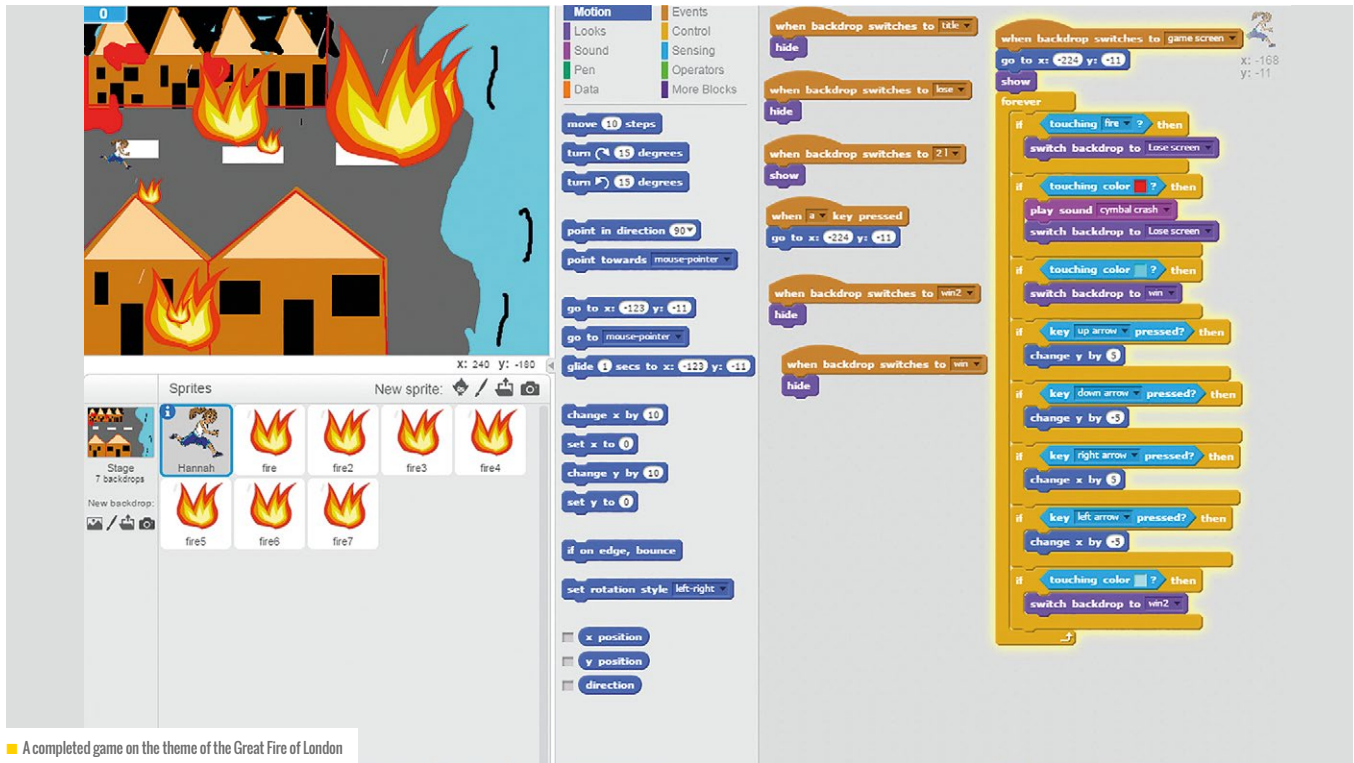 0
x: 240 y: -180
Sprites
New sprite:
Stage
7 backdrops
New backdrop:
Hannah
fire
fire2
fire3
fire4
fire5
fire6
fire7
Motion
Looks
Sound
Pen
Data
Events
Control
Sensing
Operators
More Blocks
move 10 steps
turn 15 degrees
turn 15 degrees
point in direction 90
point towards mouse-pointer
go to x: -123 y: -11
go to mouse-pointer
glide 1 secs to x: -123 y: -11
change x by 10
set x to 0
change y by 10
set y to 0
if on edge, bounce
set rotation style left-right
x position
y position
direction
when backdrop switches to title
hide
when backdrop switches to lose
hide
when backdrop switches to 21
show
when a key pressed
go to x: -224 y: -11
when backdrop switches to win2
hide
when backdrop switches to win
hide
when backdrop switches to game screen
go to x: -224 y: -11
show
forever
if touching fire ? then
switch backdrop to Lose screen
if touching color ? then
play sound cymbal crash
switch backdrop to Lose screen
if touching color ? then
switch backdrop to win
if key up arrow pressed? then
change y by 5
if key down arrow pressed? then
change y by -5
if key right arrow pressed? then
change x by 5
if key left arrow pressed? then
change x by -5
if touching color ? then
switch backdrop to win2
x: -168
y: -11
A completed game on the theme of the Great Fire of London